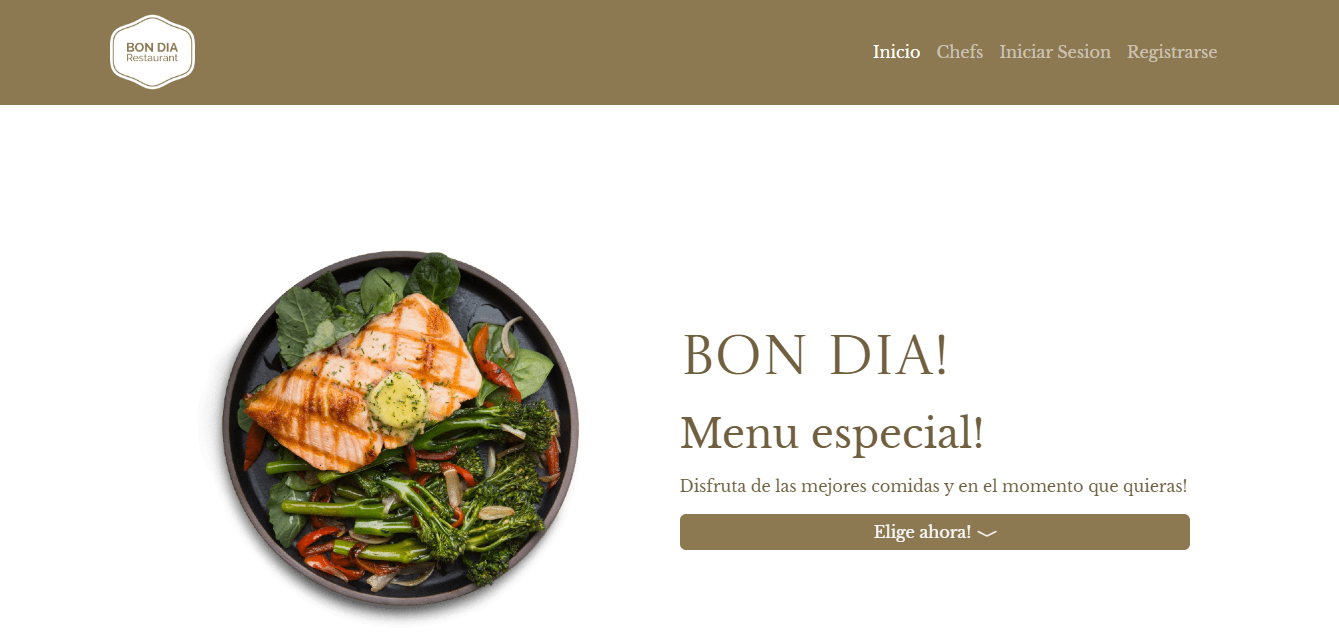 BON DIA
Restaurant
Inicio Chefs Iniciar Sesion Registrarse
BON DIA!
Menu especial!
Disfruta de las mejores comidas y en el momento que quieras!
Elige ahora!